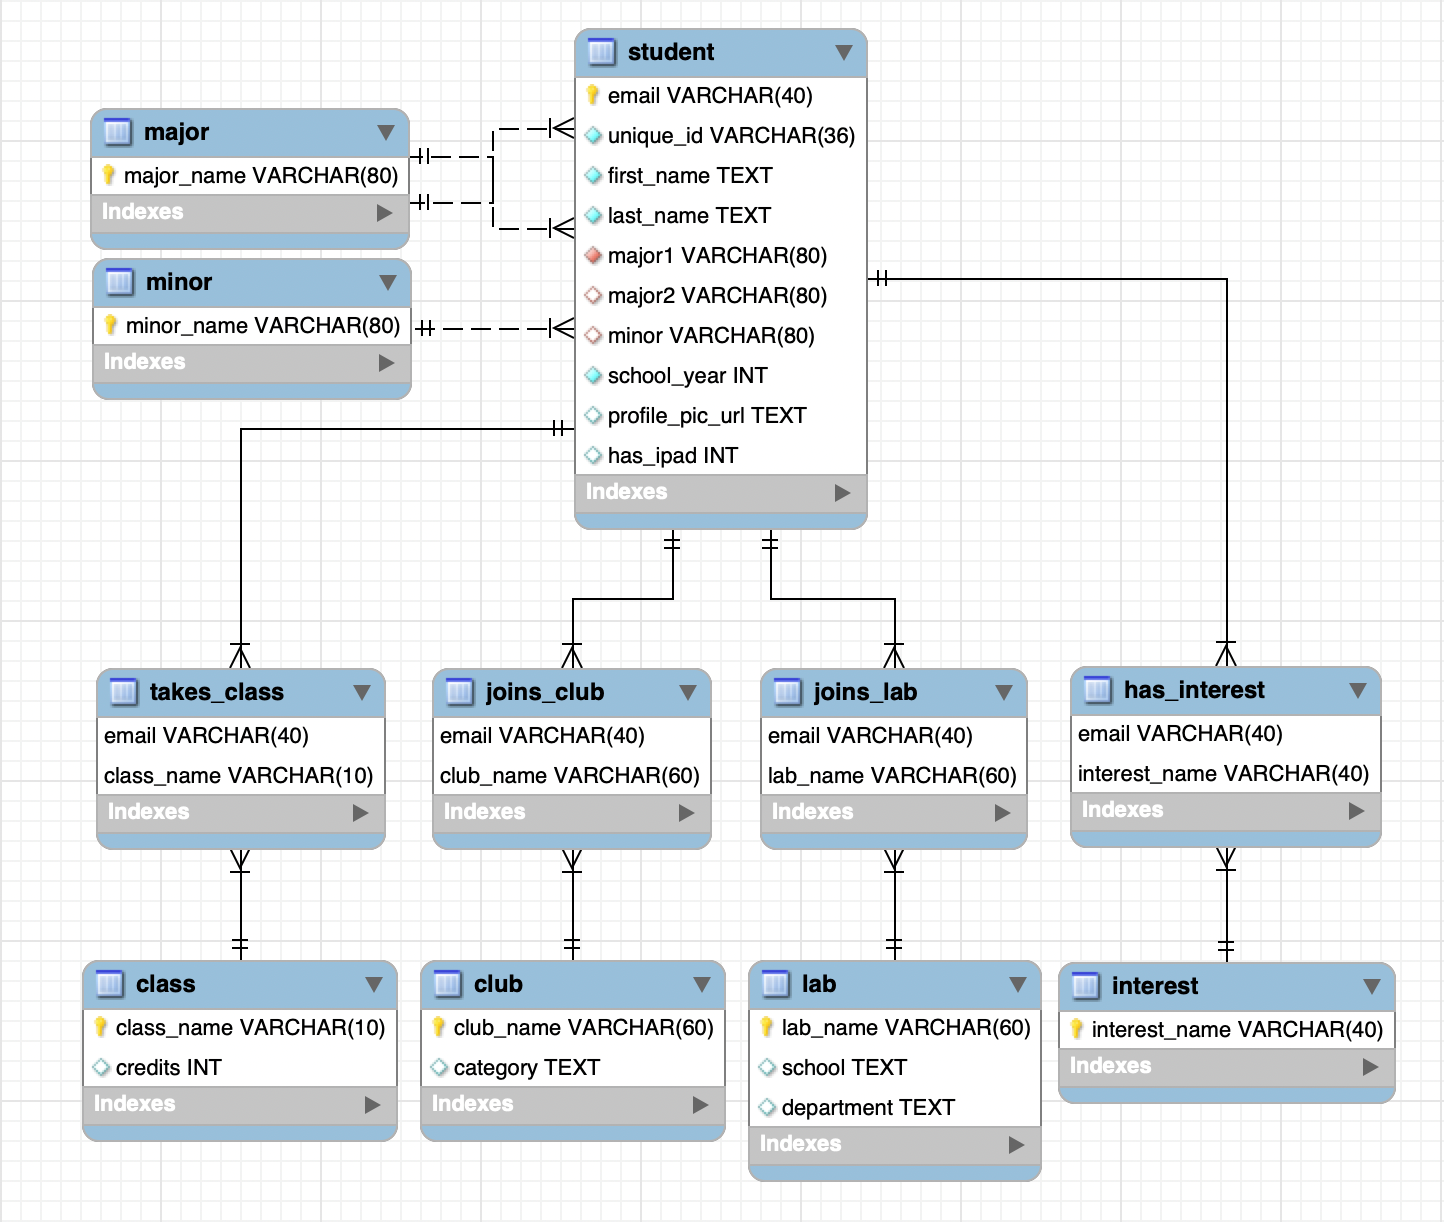 student
email VARCHAR(40)
unique_id VARCHAR(36)
first_name TEXT
last_name TEXT
major1 VARCHAR(80)
major2 VARCHAR(80)
minor VARCHAR(80)
school_year INT
profile_pic_url TEXT
has_ipad INT
Indexes
major
major_name VARCHAR(80)
Indexes
minor
minor_name VARCHAR(80)
Indexes
takes_class
email VARCHAR(40)
class_name VARCHAR(10)
Indexes
joins_club
email VARCHAR(40)
club_name VARCHAR(60)
Indexes
joins_lab
email VARCHAR(40)
lab_name VARCHAR(60)
Indexes
has_interest
email VARCHAR(40)
interest_name VARCHAR(40)
Indexes
class
class_name VARCHAR(10)
credits INT
Indexes
club
club_name VARCHAR(60)
category TEXT
Indexes
lab
lab_name VARCHAR(60)
school TEXT
department TEXT
Indexes
interest
interest_name VARCHAR(40)
Indexes